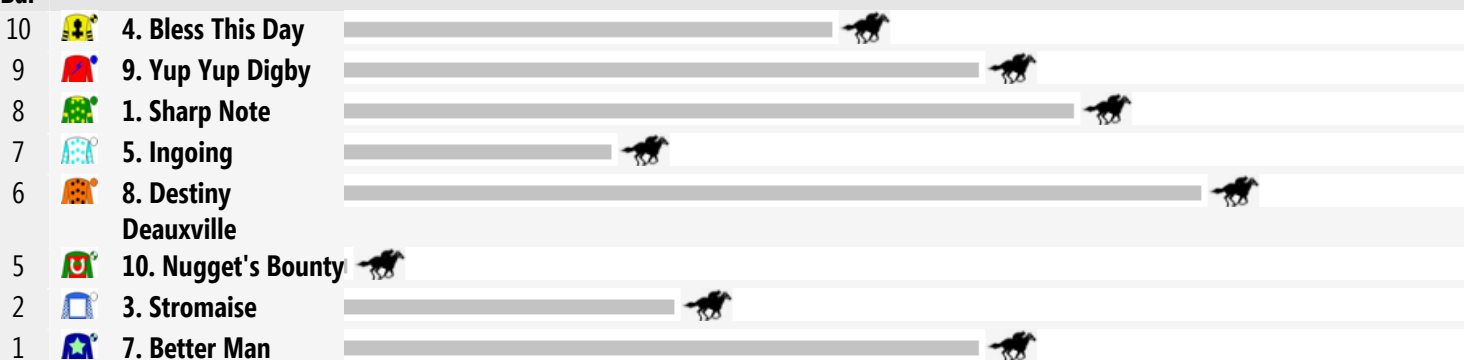 10 4. Bless This Day
9 9. Yup Yup Digby
8 1. Sharp Note
7 5. Ingoing
6 8. Destiny
Deauxville
5 10. Nugget's Bounty
2 3. Stromaise
1 7. Better Man